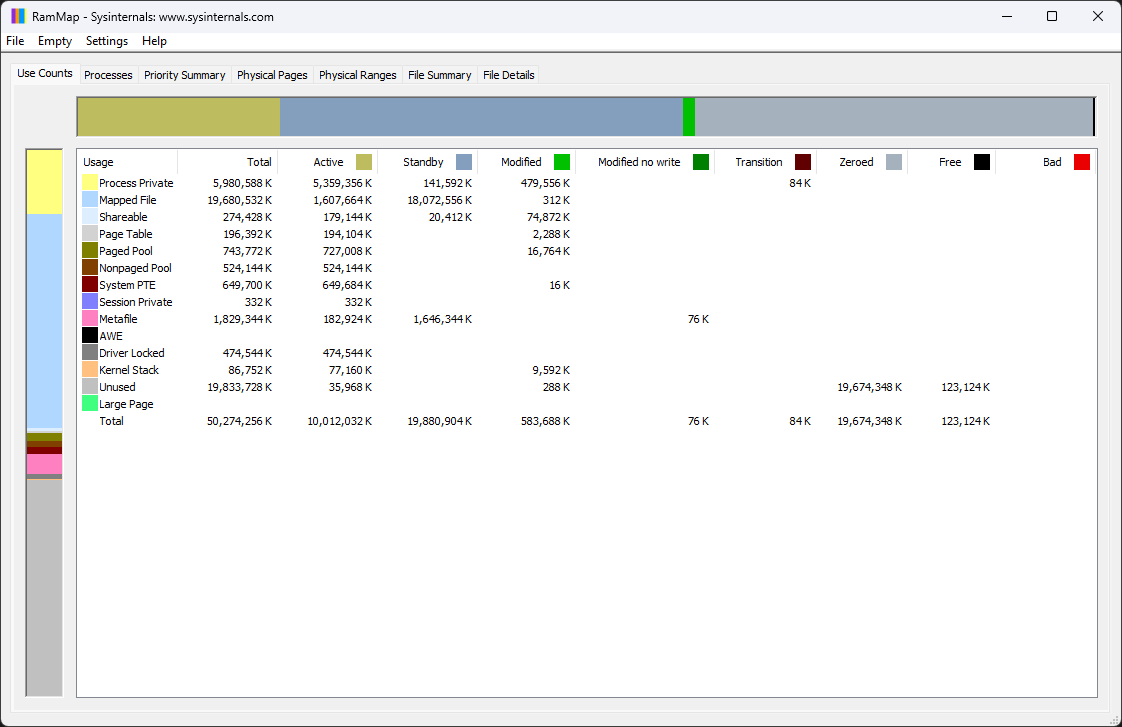 RamMap - Sysinternals: www.sysinternals.com
File Empty Settings Help
Use Counts Processes Priority Summary Physical Pages Physical Ranges File Summary File Details
Usage Total Active Standby Modified Modified no write Transition Zeroed Free Bad
Process Private 5,980,588 K 5,359,356 K 141,592 K 479,556 K 84 K
Mapped File 19,680,532 K 1,607,664 K 18,072,556 K 312 K
Shareable 274,428 K 179,144 K 20,412 K 74,872 K
Page Table 196,392 K 194,104 K 2,288 K
Paged Pool 743,772 K 727,008 K 16,764 K
Nonpaged Pool 524,144 K 524,144 K
System PTE 649,700 K 649,684 K 16 K
Session Private 332 K 332 K
Metafile 1,829,344 K 182,924 K 1,646,344 K 76 K
AWE
Driver Locked 474,544 K 474,544 K
Kernel Stack 86,752 K 77,160 K 9,592 K
Unused 19,833,728 K 35,968 K 288 K 19,674,348 K 123,124 K
Large Page
Total 50,274,256 K 10,012,032 K 19,880,904 K 583,688 K 76 K 84 K 19,674,348 K 123,124 K